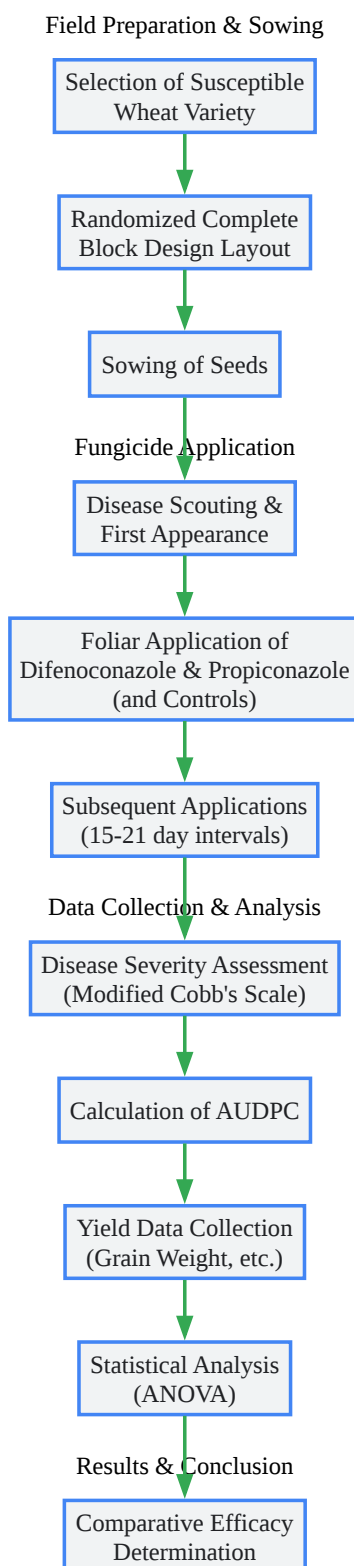 Field Preparation & Sowing
Selection of Susceptible
Wheat Variety
Randomized Complete
Block Design Layout
Sowing of Seeds
Fungicide Application
Disease Scouting &
First Appearance
Foliar Application of
Difenoconazole & Propiconazole
(and Controls)
Subsequent Applications
(15-21 day intervals)
Data Collection & Analysis
Disease Severity Assessment
(Modified Cobb's Scale)
Calculation of AUDPC
Yield Data Collection
(Grain Weight, etc.)
Statistical Analysis
(ANOVA)
Results & Conclusion
Comparative Efficacy
Determination